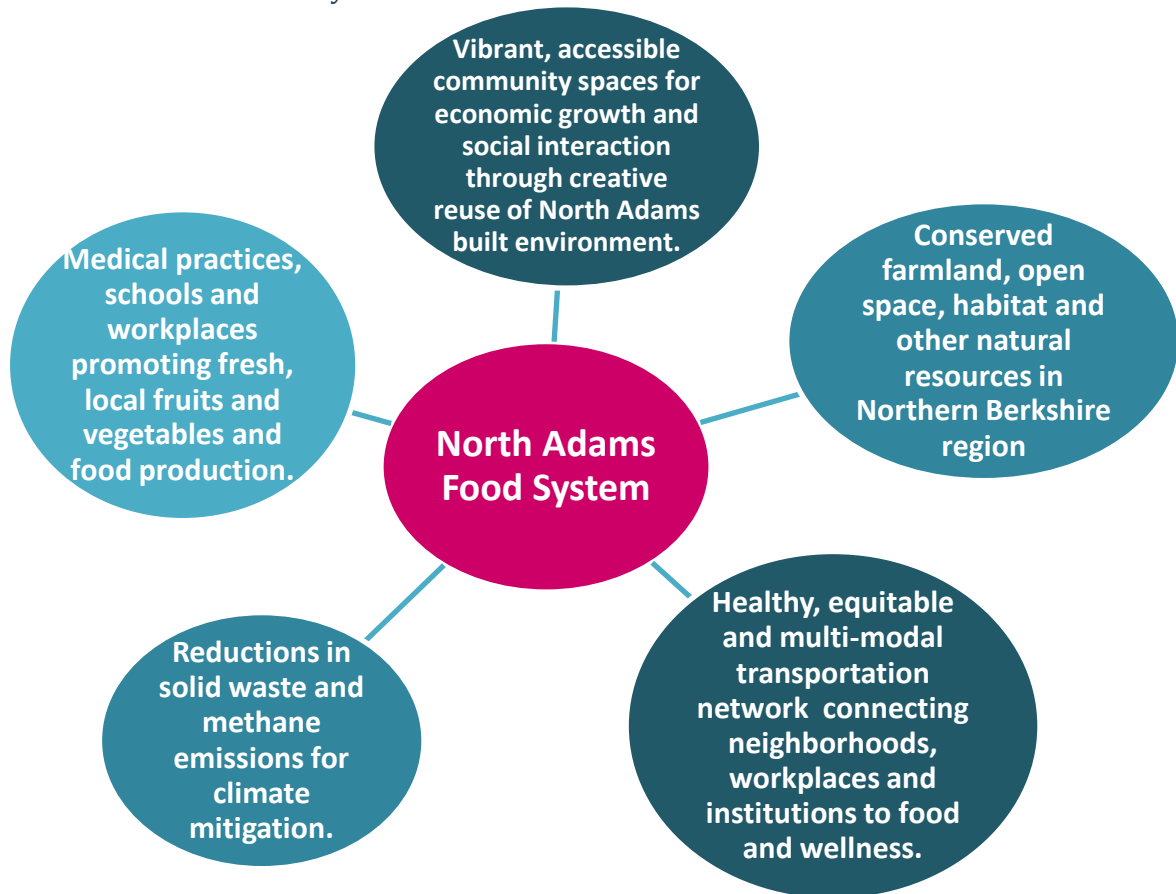 Vibrant, accessible
community spaces for
economic growth and
social interaction
through creative
reuse of North Adams
built environment.
Conserved
farmland, open
space, habitat and
other natural
resources in
Northern Berkshire
region
Medical practices,
schools and
workplaces
promoting fresh,
local fruits and
vegetables and
food production.
North Adams
Food System
Healthy, equitable
and multi-modal
transportation
network connecting
neighborhoods,
workplaces and
institutions to food
and wellness.
Reductions in
solid waste and
methane
emissions for
climate
mitigation.